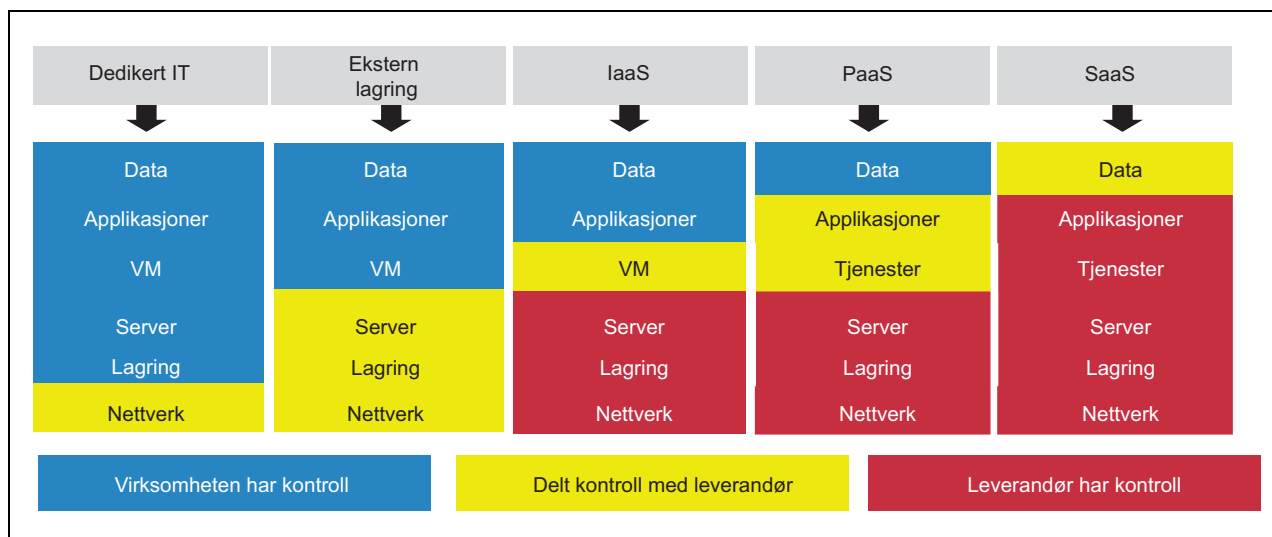 Dedikert IT
Ekstern
lagring
IaaS
PaaS
SaaS
Data
Applikasjoner
VM
Server
Lagring
Nettverk
Data
Applikasjoner
VM
Server
Lagring
Nettverk
Data
Applikasjoner
VM
Server
Lagring
Nettverk
Data
Applikasjoner
Tjenester
Server
Lagring
Nettverk
Data
Applikasjoner
Tjenester
Server
Lagring
Nettverk
Virksomheten har kontroll
Delt kontroll med leverandør
Leverandør har kontroll